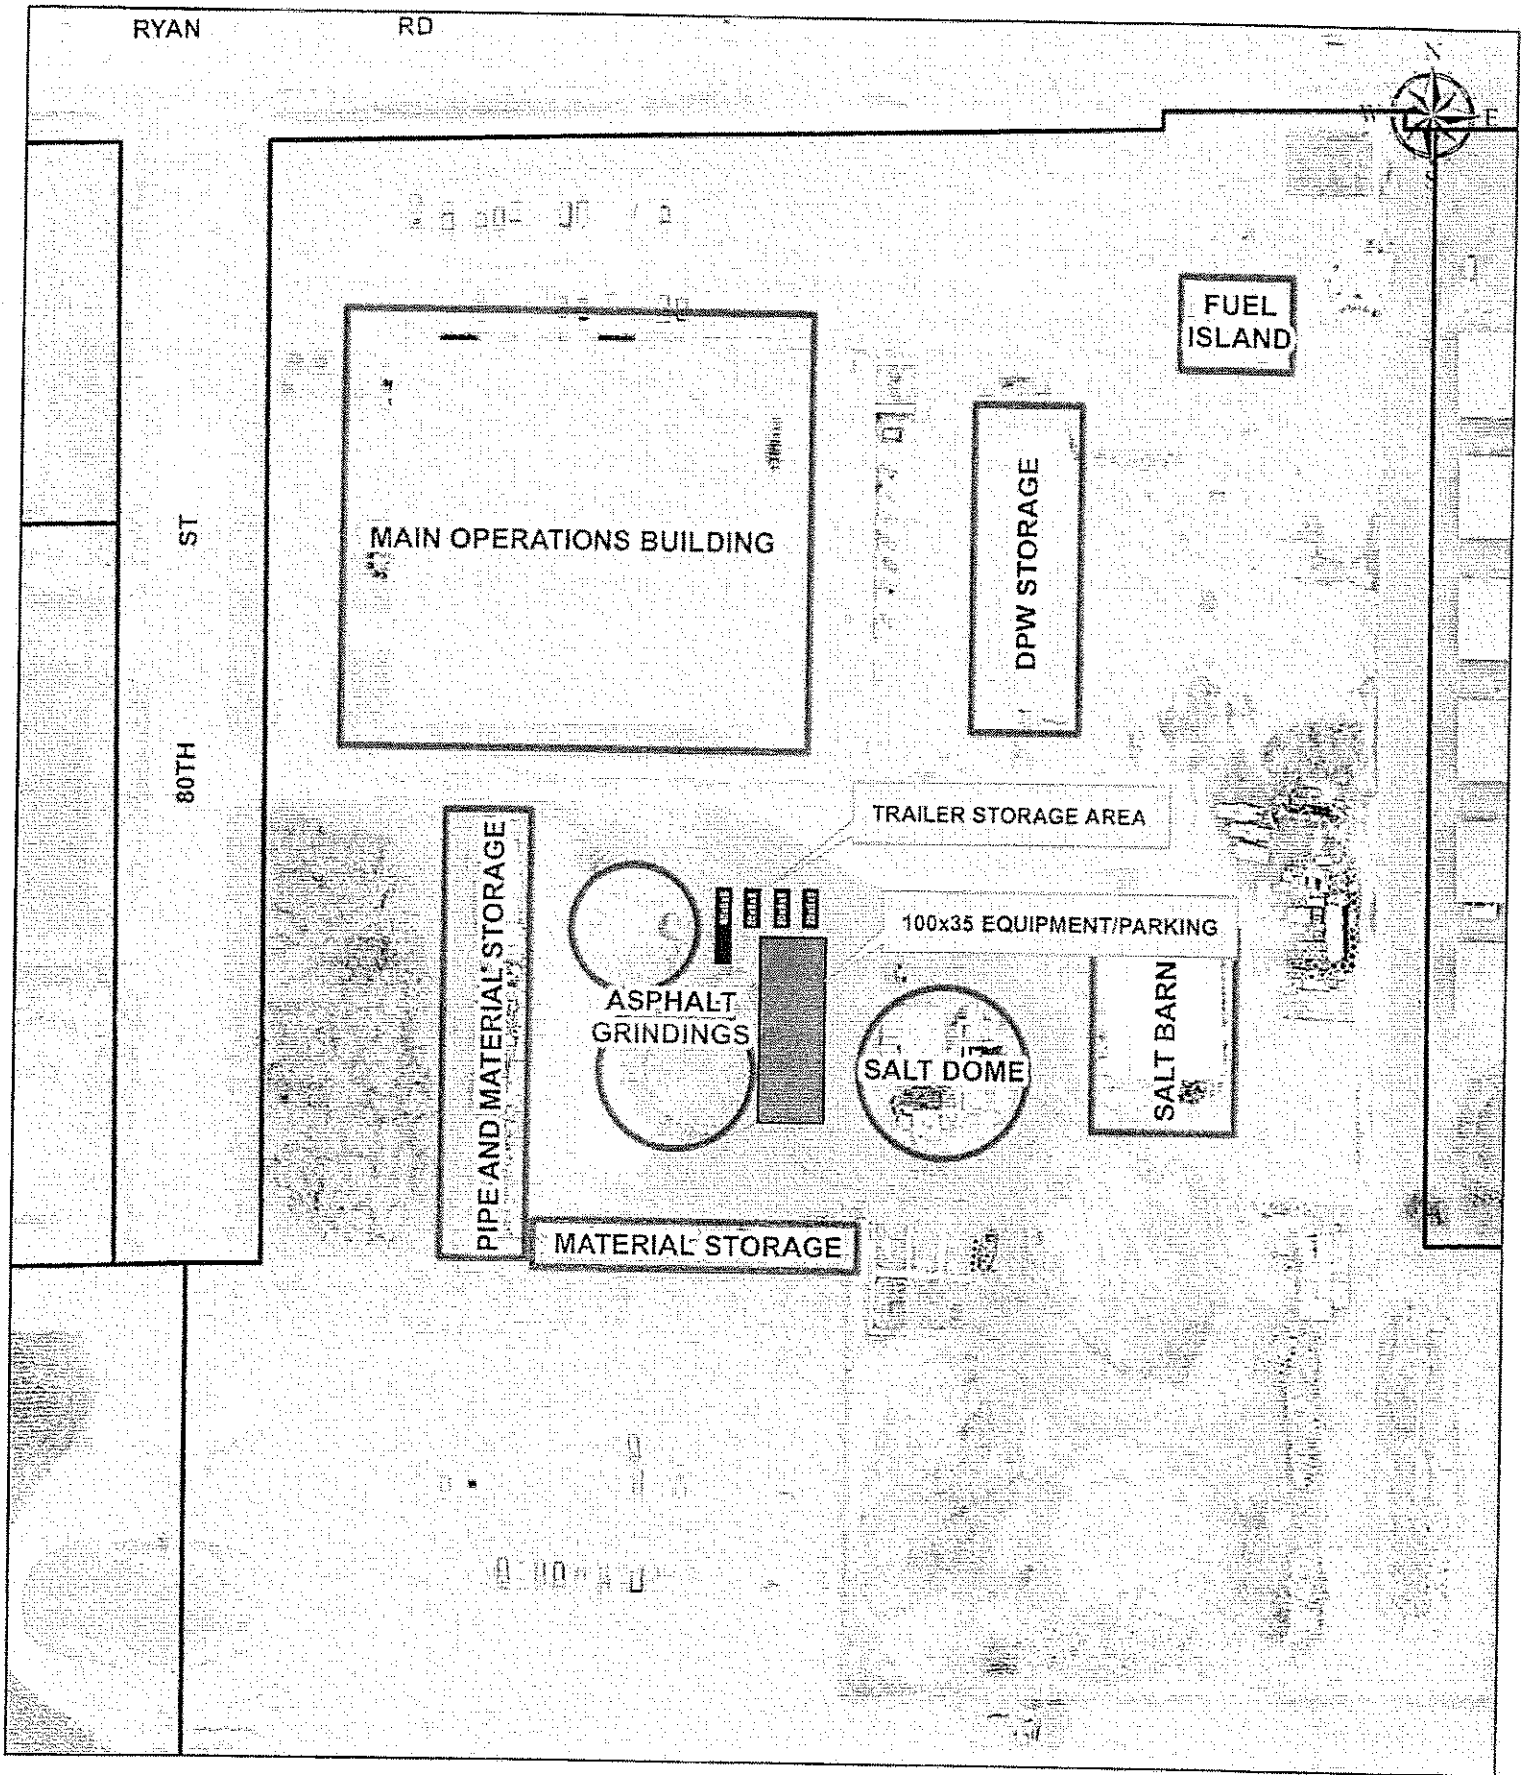 RYAN RD
N
W E
S
FUEL
ISLAND
MAIN OPERATIONS BUILDING
DPW STORAGE
80TH ST
TRAILER STORAGE AREA
PIPE AND MATERIAL STORAGE
100x35 EQUIPMENT/PARKING
ASPHALT
GRINDINGS
SALT DOME
SALT BARN
MATERIAL STORAGE